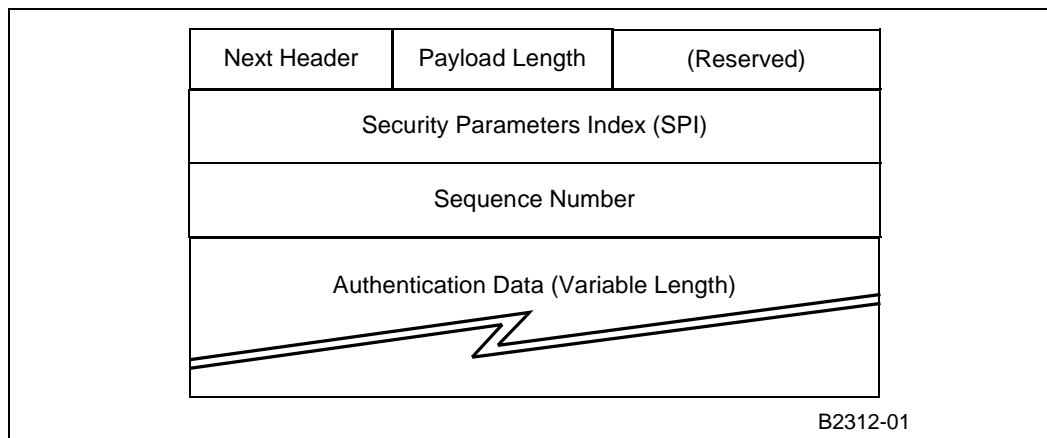 Next Header Payload Length (Reserved)
Security Parameters Index (SPI)
Sequence Number
Authentication Data (Variable Length)
B2312-01